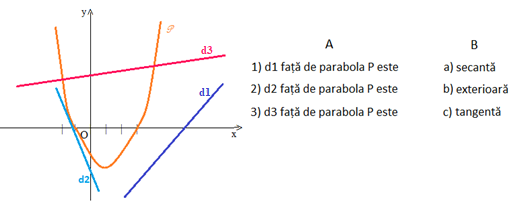 y
𝒫
d3
d1
O
x
d2
A
B
1) d1 față de parabola P este
a) secantă
2) d2 față de parabola P este
b) exterioară
3) d3 față de parabola P este
c) tangentă